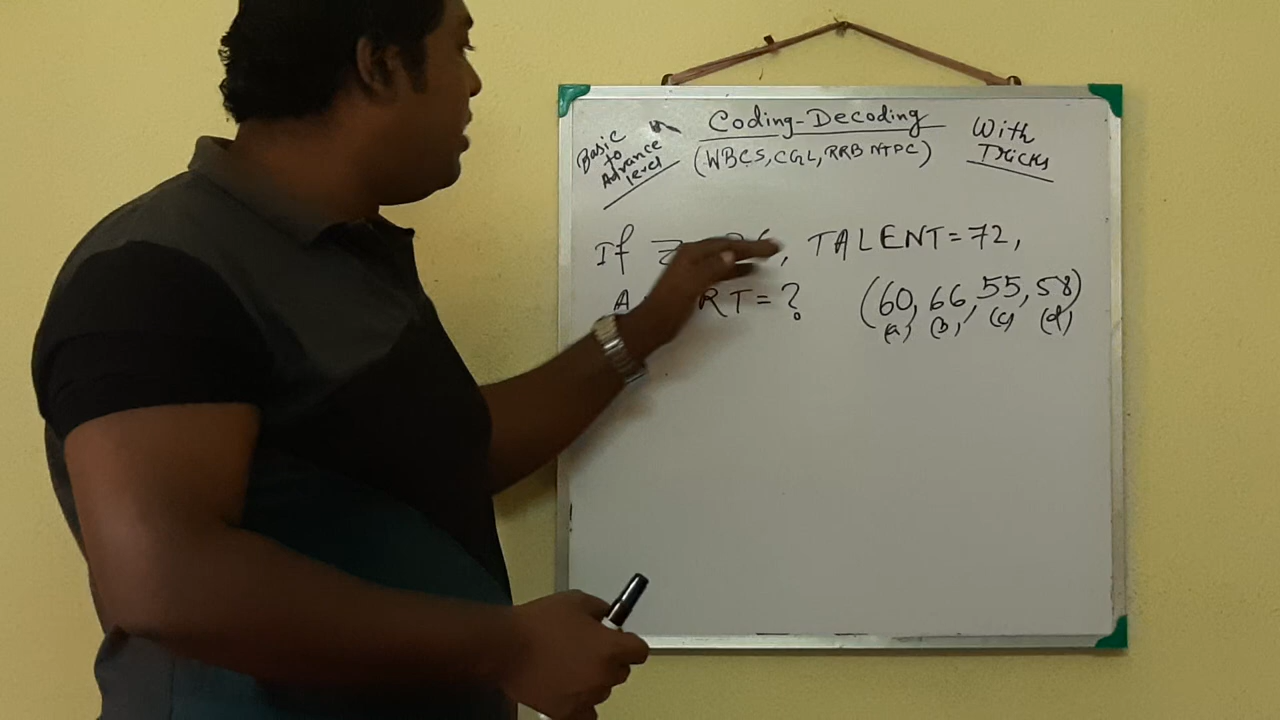 Coding-Decoding
(WBCS, CGL, RRB NTPC)
Basic
to
Advance
level
With
Tricks
If Z 26, TALENT=72,
A RT=?
(60, 66, 55, 58)
(a) (b) (c) (d)